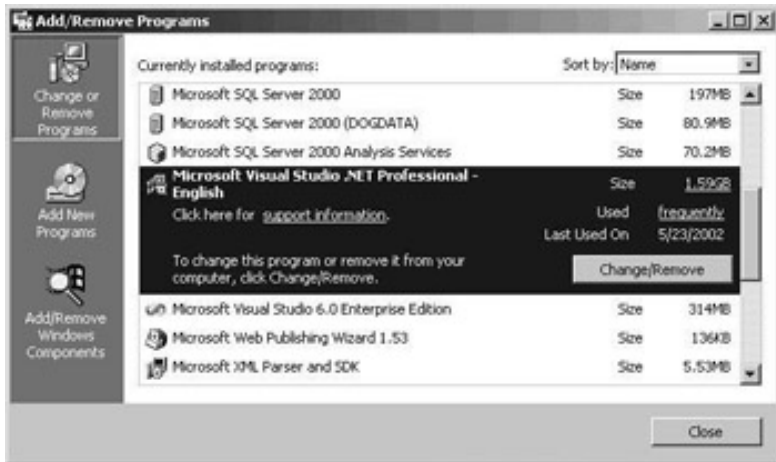 Add/Remove Programs
Change or
Remove
Programs
Add New
Programs
Add/Remove
Windows
Components
Currently installed programs:
Sort by: Name
Microsoft SQL Server 2000 Size 197MB
Microsoft SQL Server 2000 (DOGDATA) Size 80.9MB
Microsoft SQL Server 2000 Analysis Services Size 70.2MB
Microsoft Visual Studio .NET Professional - English Size 1.59GB
Click here for support information. Used frequently
Last Used On 5/23/2002
To change this program or remove it from your
computer, click Change/Remove.
Change/Remove
Microsoft Visual Studio 6.0 Enterprise Edition Size 314MB
Microsoft Web Publishing Wizard 1.53 Size 136KB
Microsoft XML Parser and SDK Size 5.53MB
Close